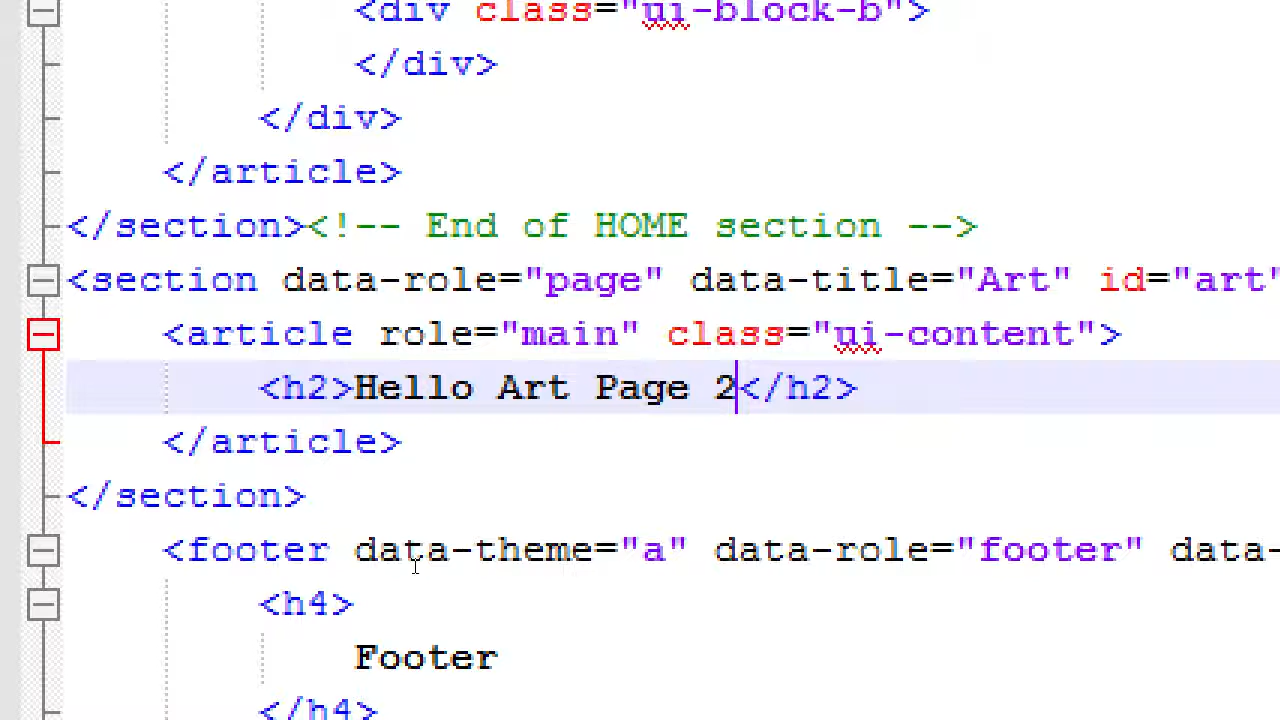 <div class="ui-block-b">
</div>
</div>
</article>
</section><!-- End of HOME section -->
<section data-role="page" data-title="Art" id="art"
<article role="main" class="ui-content">
<h2>Hello Art Page 2</h2>
</article>
</section>
<footer data-theme="a" data-role="footer" data-
<h4>
Footer
</h4>